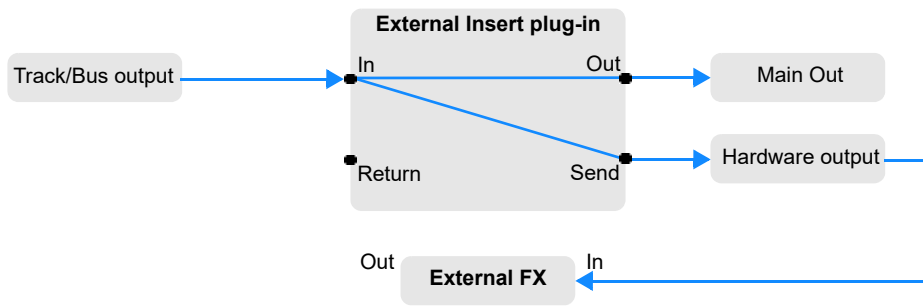 External Insert plug-in
Track/Bus output
In
Out
Main Out
Return
Send
Hardware output
Out
External FX
In